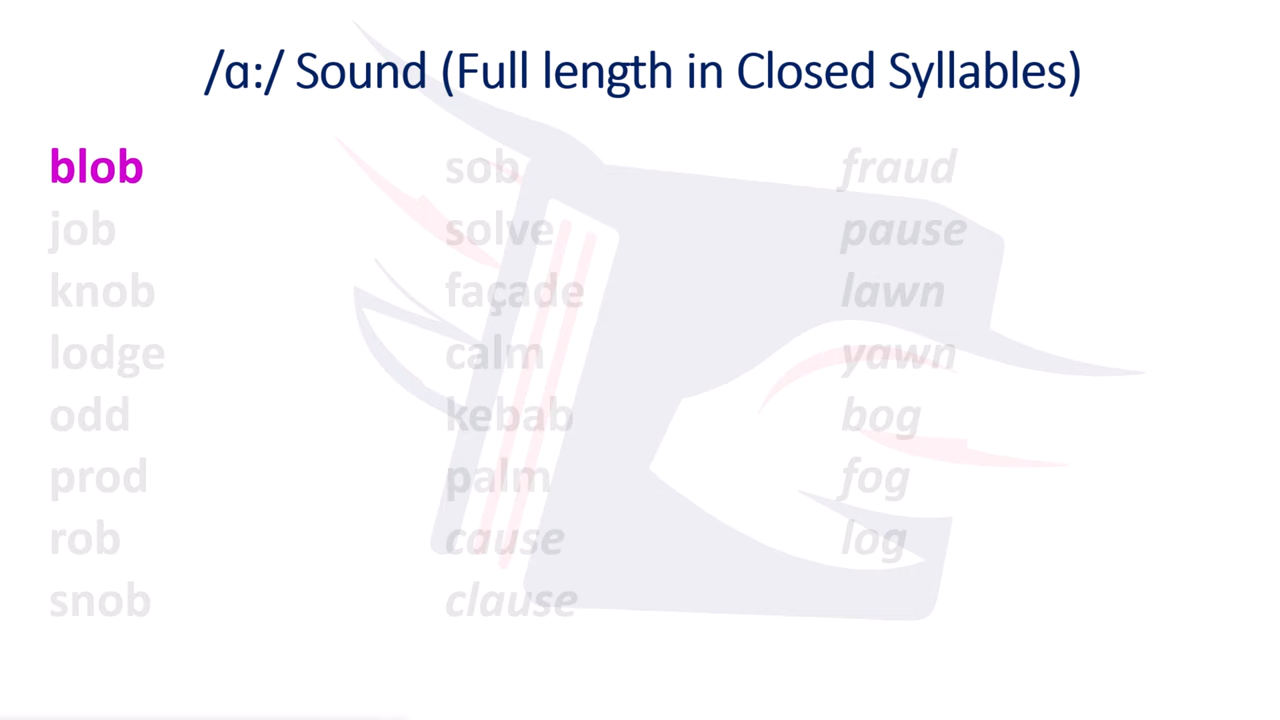 /ɑ:/ Sound (Full length in Closed Syllables)
blob
job
knob
lodge
odd
prod
rob
snob
sob
solve
façade
calm
kebab
palm
cause
clause
fraud
pause
lawn
yawn
bog
fog
log